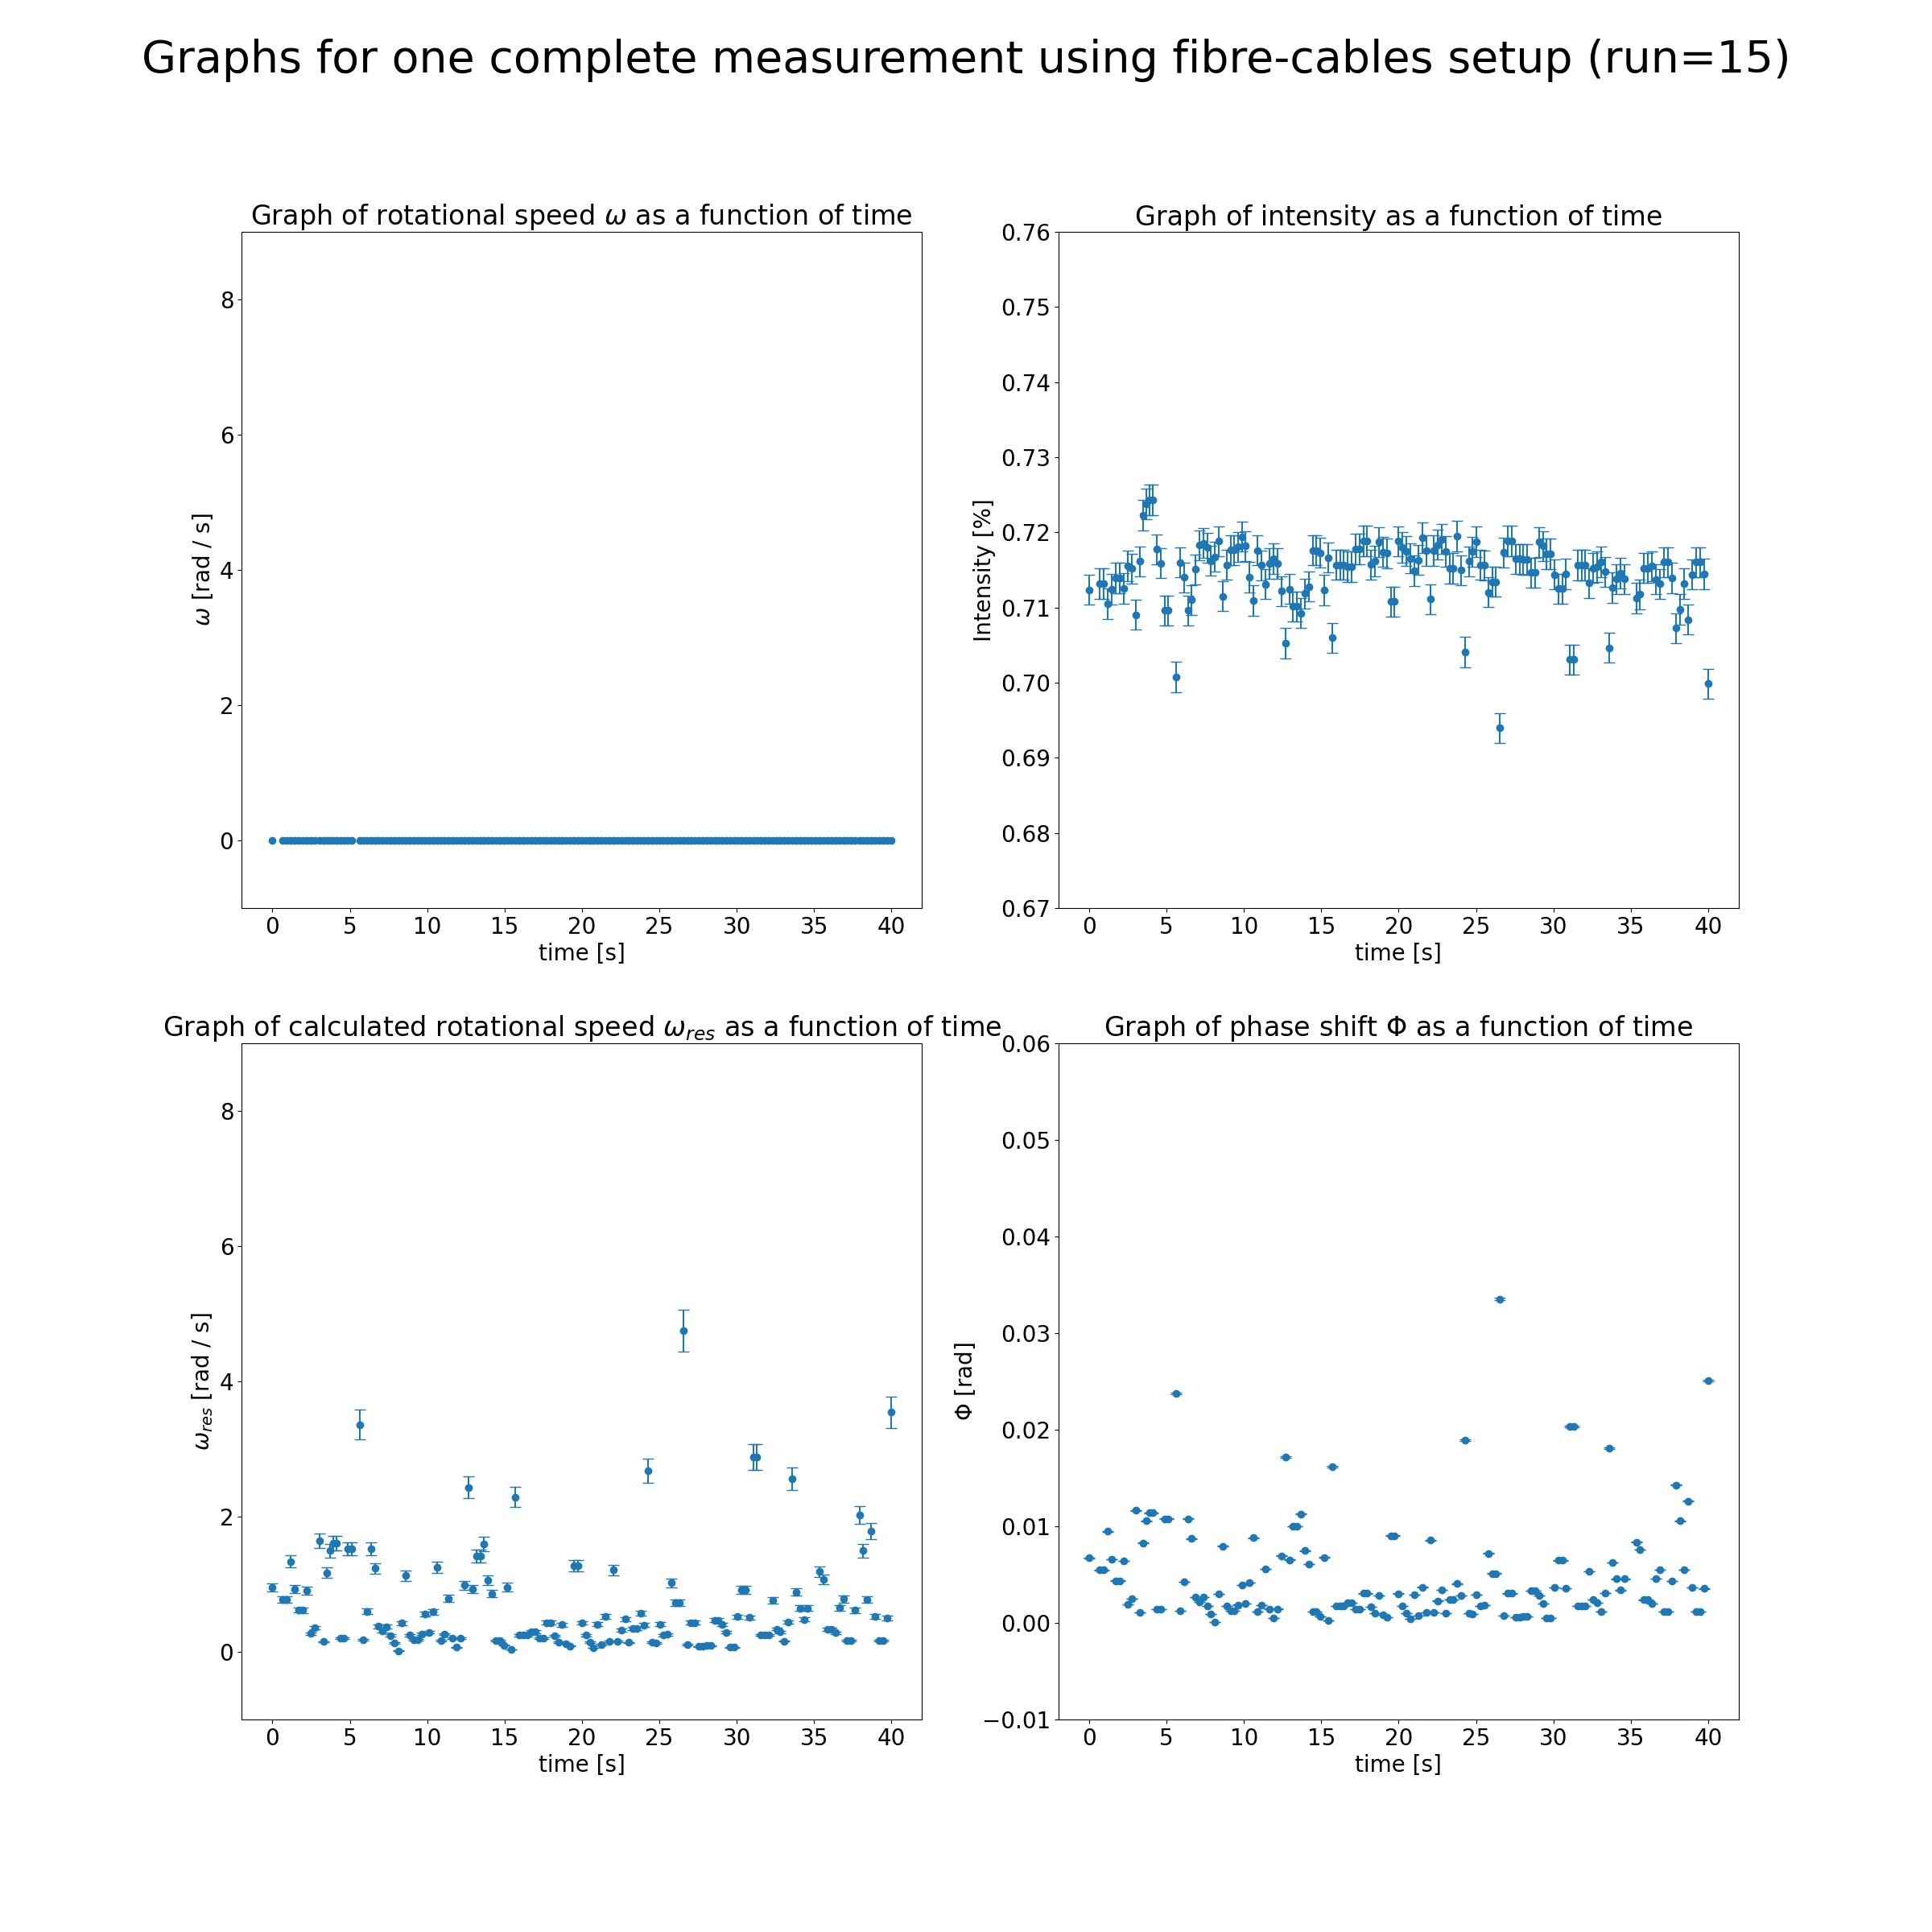 Graphs for one complete measurement using fibre-cables setup (run=15)
Graph of rotational speed ω as a function of time
8
6
4
2
0
ω [rad / s]
0 5 10 15 20 25 30 35 40
time [s]
Graph of intensity as a function of time
0.76
0.75
0.74
0.73
0.72
0.71
0.70
0.69
0.68
0.67
Intensity [%]
0 5 10 15 20 25 30 35 40
time [s]
Graph of calculated rotational speed ω_res as a function of time
8
6
4
2
0
ω_res [rad / s]
0 5 10 15 20 25 30 35 40
time [s]
Graph of phase shift Φ as a function of time
0.06
0.05
0.04
0.03
0.02
0.01
0.00
−0.01
Φ [rad]
0 5 10 15 20 25 30 35 40
time [s]